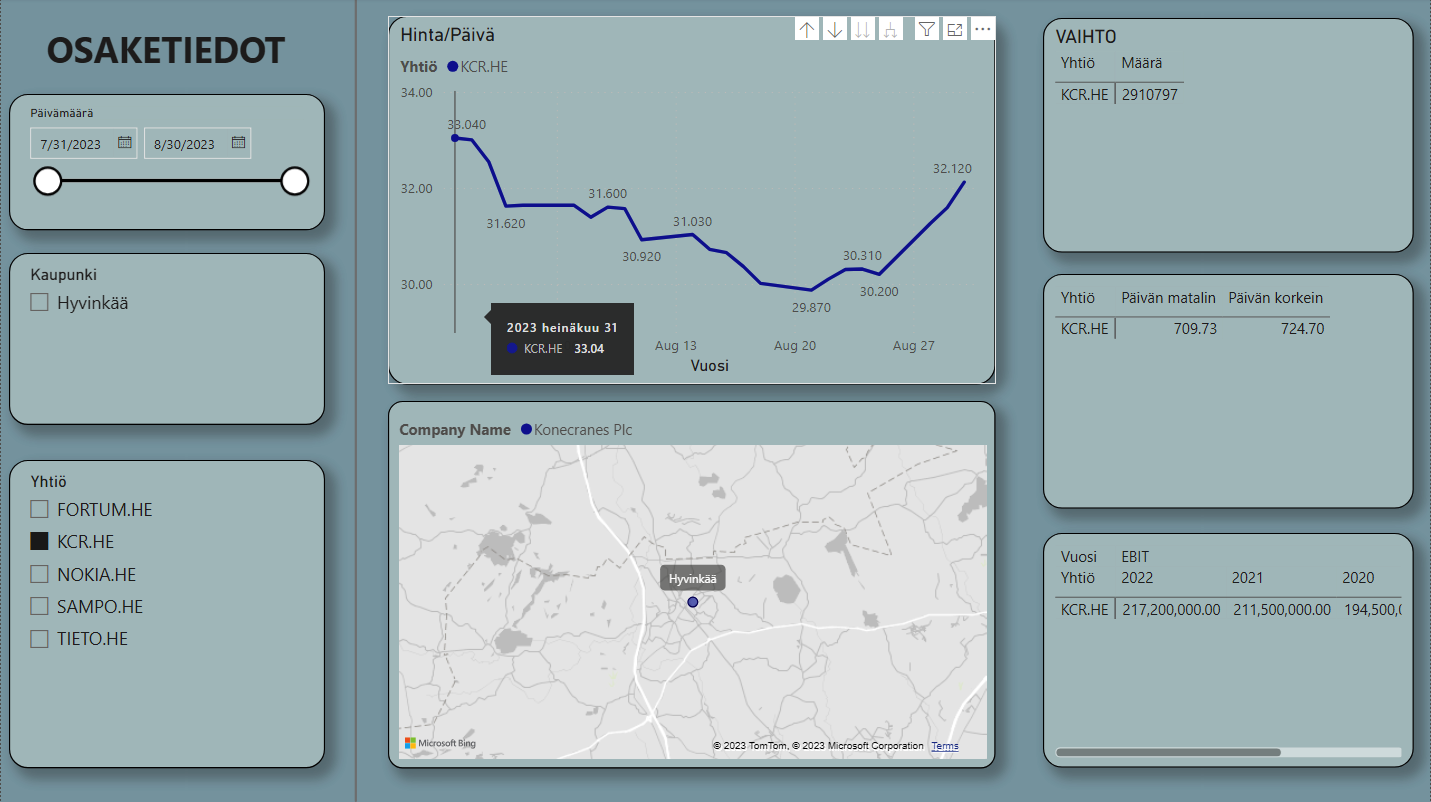 OSAKETIEDOT
Päivämäärä
7/31/2023 8/30/2023
Kaupunki
Hyvinkää
Yhtiö
FORTUM.HE
KCR.HE
NOKIA.HE
SAMPO.HE
TIETO.HE
Hinta/Päivä
Yhtiö KCR.HE
34.00
33.040
32.120
32.00
31.600
31.620
31.030
30.920
30.310
30.00
30.200
29.870
2023 heinäkuu 31
KCR.HE 33.04
Aug 13 Aug 20 Aug 27
Vuosi
Company Name Konecranes Plc
Hyvinkää
Microsoft Bing
© 2023 TomTom, © 2023 Microsoft Corporation Terms
VAIHTO
Yhtiö Määrä
KCR.HE 2910797
Yhtiö Päivän matalin Päivän korkein
KCR.HE 709.73 724.70
Vuosi EBIT
Yhtiö 2022 2021 2020
KCR.HE 217,200,000.00 211,500,000.00 194,500,